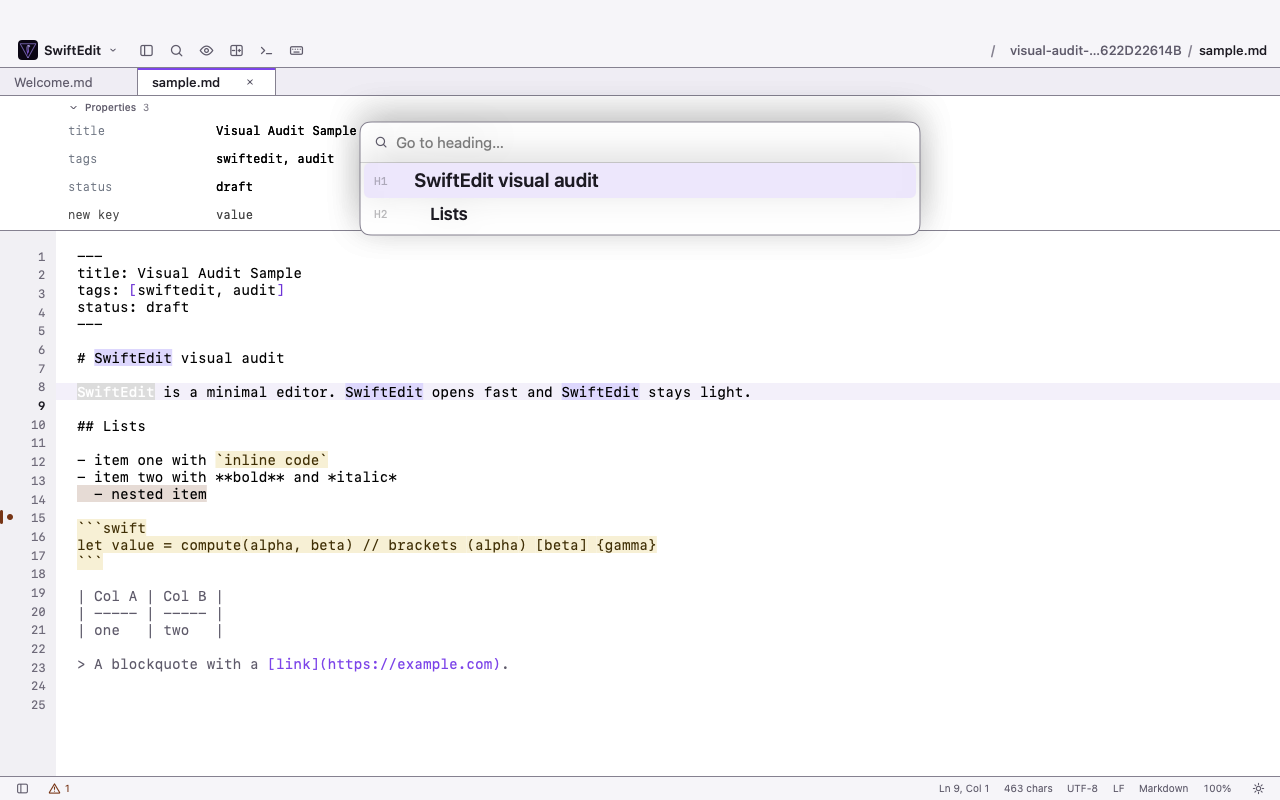 SwiftEdit / visual-audit-...622D22614B / sample.md
Welcome.md sample.md ×
Properties 3
title Visual Audit Sample
tags swiftedit, audit
status draft
new key value
Go to heading...
H1 SwiftEdit visual audit
H2 Lists
1 ---
2 title: Visual Audit Sample
3 tags: [swiftedit, audit]
4 status: draft
5 ---
6
7 # SwiftEdit visual audit
8
9 SwiftEdit is a minimal editor. SwiftEdit opens fast and SwiftEdit stays light.
10
11 ## Lists
12
13 - item one with `inline code`
14 - item two with **bold** and *italic*
15   - nested item
16
17 ```swift
18 let value = compute(alpha, beta) // brackets (alpha) [beta] {gamma}
19 ```
20
21 | Col A | Col B |
22 | ----- | ----- |
23 | one   | two   |
24
25 > A blockquote with a [link](https://example.com).
1 Ln 9, Col 1 463 chars UTF-8 LF Markdown 100%